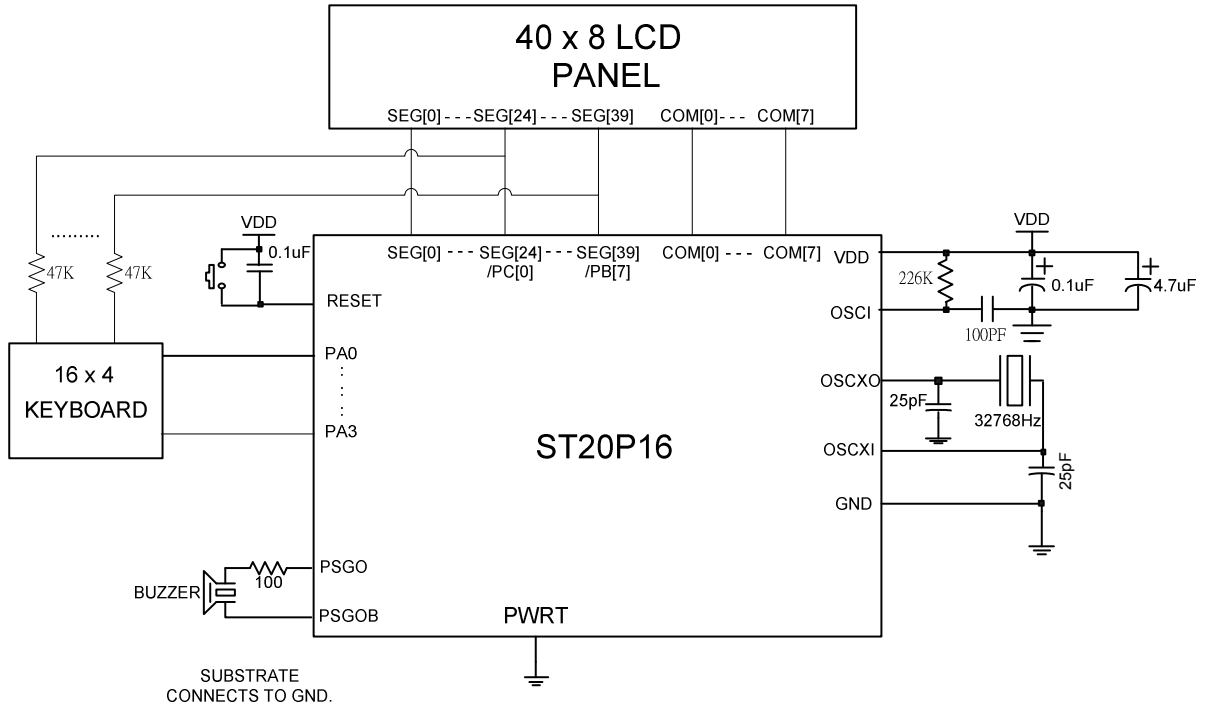 40 x 8 LCD
PANEL
SEG[0] - - - SEG[24] - - - SEG[39] COM[0] - - - COM[7]
VDD
0.1uF
47K
47K
SEG[0] - - - SEG[24] - - - SEG[39] COM[0] - - - COM[7]
/PC[0] /PB[7]
VDD
VDD
226K
0.1uF
4.7uF
RESET
OSCI
100PF
16 x 4
KEYBOARD
PA0
PA3
OSCXO
25pF
32768Hz
ST20P16
OSCXI
25pF
GND
PSGO
100
BUZZER
PSGOB
PWRT
SUBSTRATE
CONNECTS TO GND.